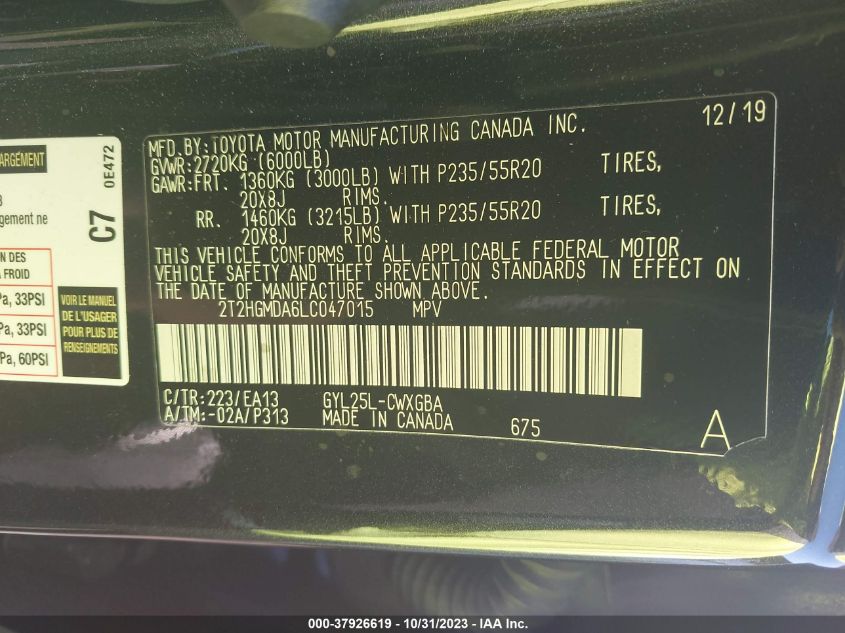 ARGÉMENT
gement ne
N DES
FROID
Pa, 33PSI
Pa, 33PSI
Pa, 60PSI
VOIR LE MANUEL
DE L'USAGER
POUR PLUS DE
RENSEIGNEMENTS
C7
0E472
12/19
MFD.BY:TOYOTA MOTOR MANUFACTURING CANADA INC.
GVWR:2720KG (6000LB)
GAWR:FRT. 1360KG (3000LB) WITH P235/55R20 TIRES,
20X8J RIMS.
RR. 1460KG (3215LB) WITH P235/55R20 TIRES,
20X8J RIMS.
THIS VEHICLE CONFORMS TO ALL APPLICABLE FEDERAL MOTOR
VEHICLE SAFETY AND THEFT PREVENTION STANDARDS IN EFFECT ON
THE DATE OF MANUFACTURE SHOWN ABOVE.
2T2HGMDA6LC047015 MPV
C/TR:223/EA13 GYL25L-CWXGBA
A/TM:-02A/P313 MADE IN CANADA 675
A
000-37926619 - 10/31/2023 - IAA Inc.